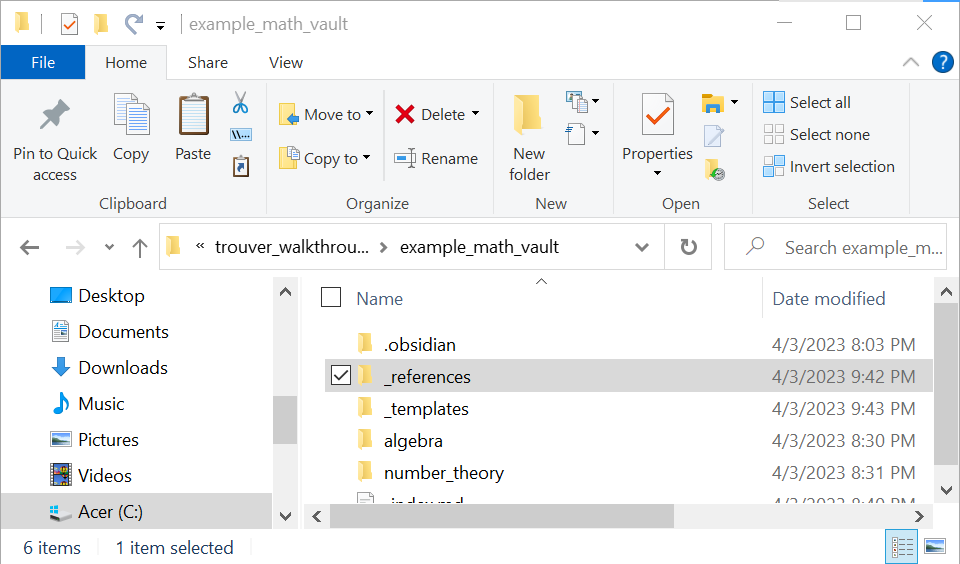 example_math_vault
File Home Share View
Pin to Quick access
Copy
Paste
Clipboard
Move to
Copy to
Delete
Rename
Organize
New folder
New
Properties
Open
Select all
Select none
Invert selection
Select
« trouver_walkthrou... > example_math_vault
Search example_m...
Desktop
Documents
Downloads
Music
Pictures
Videos
Acer (C:)
Name Date modified
.obsidian 4/3/2023 8:03 PM
_references 4/3/2023 9:42 PM
_templates 4/3/2023 9:43 PM
algebra 4/3/2023 8:30 PM
number_theory 4/3/2023 8:31 PM
_index.md
6 items 1 item selected